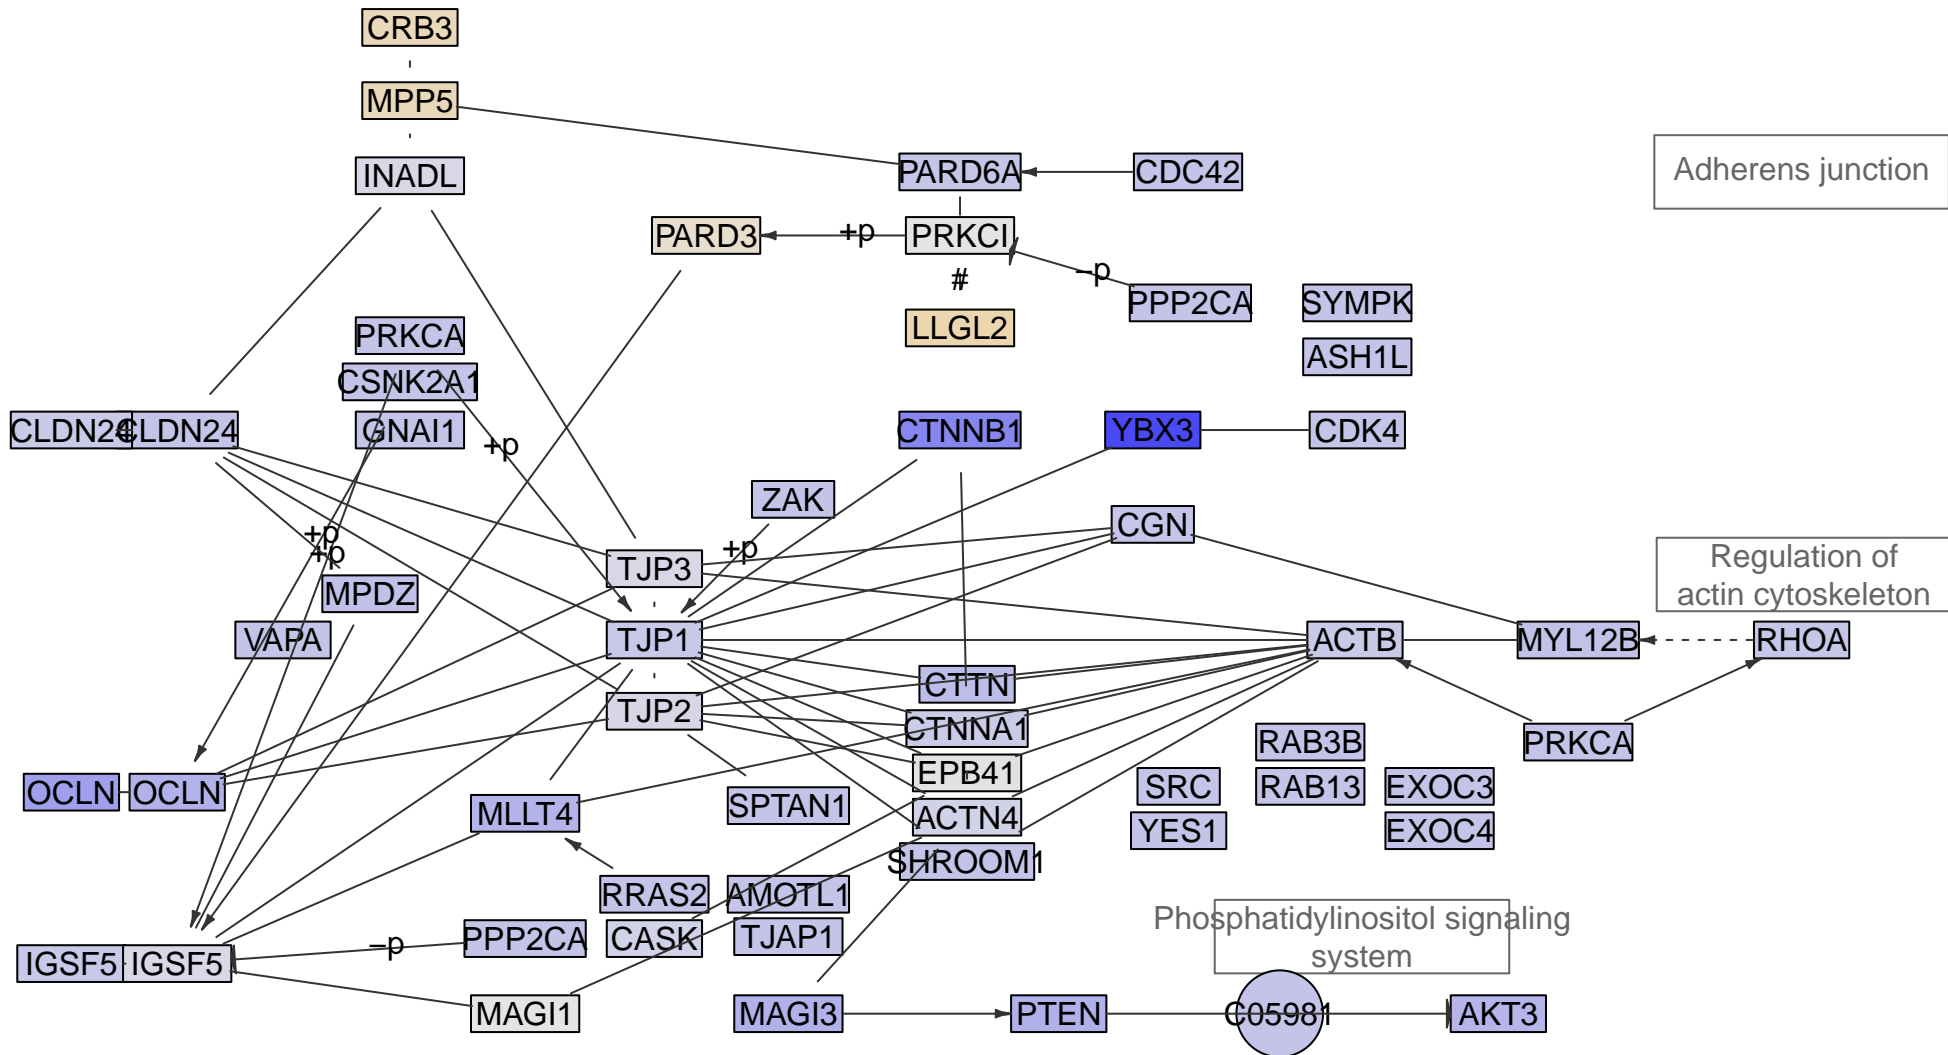 CRB3
MPP5
INADL
PARD6A
CDC42
Adherens junction
PARD3
+p
PRKCI
#
–p
PPP2CA
SYMPK
LLGL2
PRKCA
ASH1L
CSNK2A1
CLDN24
CLDN24
GNAI1
+p
CTNNB1
YBX3
CDK4
ZAK
CGN
+p
+p
+p
TJP3
Regulation of
actin cytoskeleton
MPDZ
VAPA
TJP1
ACTB
MYL12B
RHOA
CTTN
TJP2
CTNNA1
RAB3B
PRKCA
EPB41
OCLN
OCLN
SRC
RAB13
EXOC3
MLLT4
SPTAN1
ACTN4
YES1
EXOC4
SHROOM1
RRAS2
AMOTL1
Phosphatidylinositol signaling
system
–p
PPP2CA
CASK
TJAP1
IGSF5
IGSF5
MAGI1
MAGI3
PTEN
C05981
AKT3